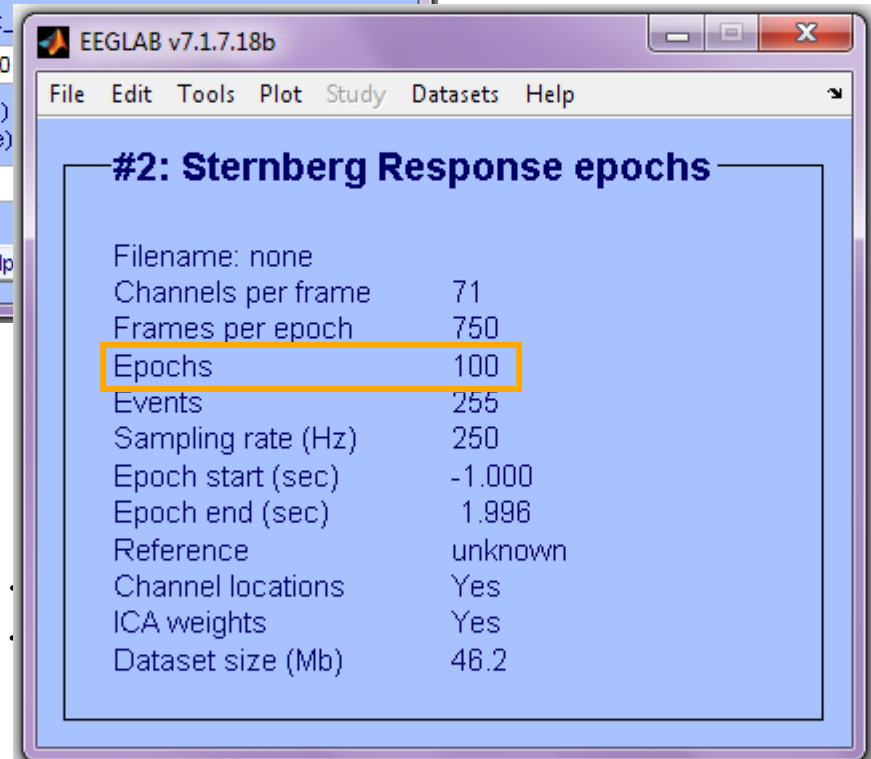 EEGLAB v7.1.7.18b
File Edit Tools Plot Study Datasets Help
#2: Sternberg Response epochs
Filename: none
Channels per frame 71
Frames per epoch 750
Epochs 100
Events 255
Sampling rate (Hz) 250
Epoch start (sec) -1.000
Epoch end (sec) 1.996
Reference unknown
Channel locations Yes
ICA weights Yes
Dataset size (Mb) 46.2